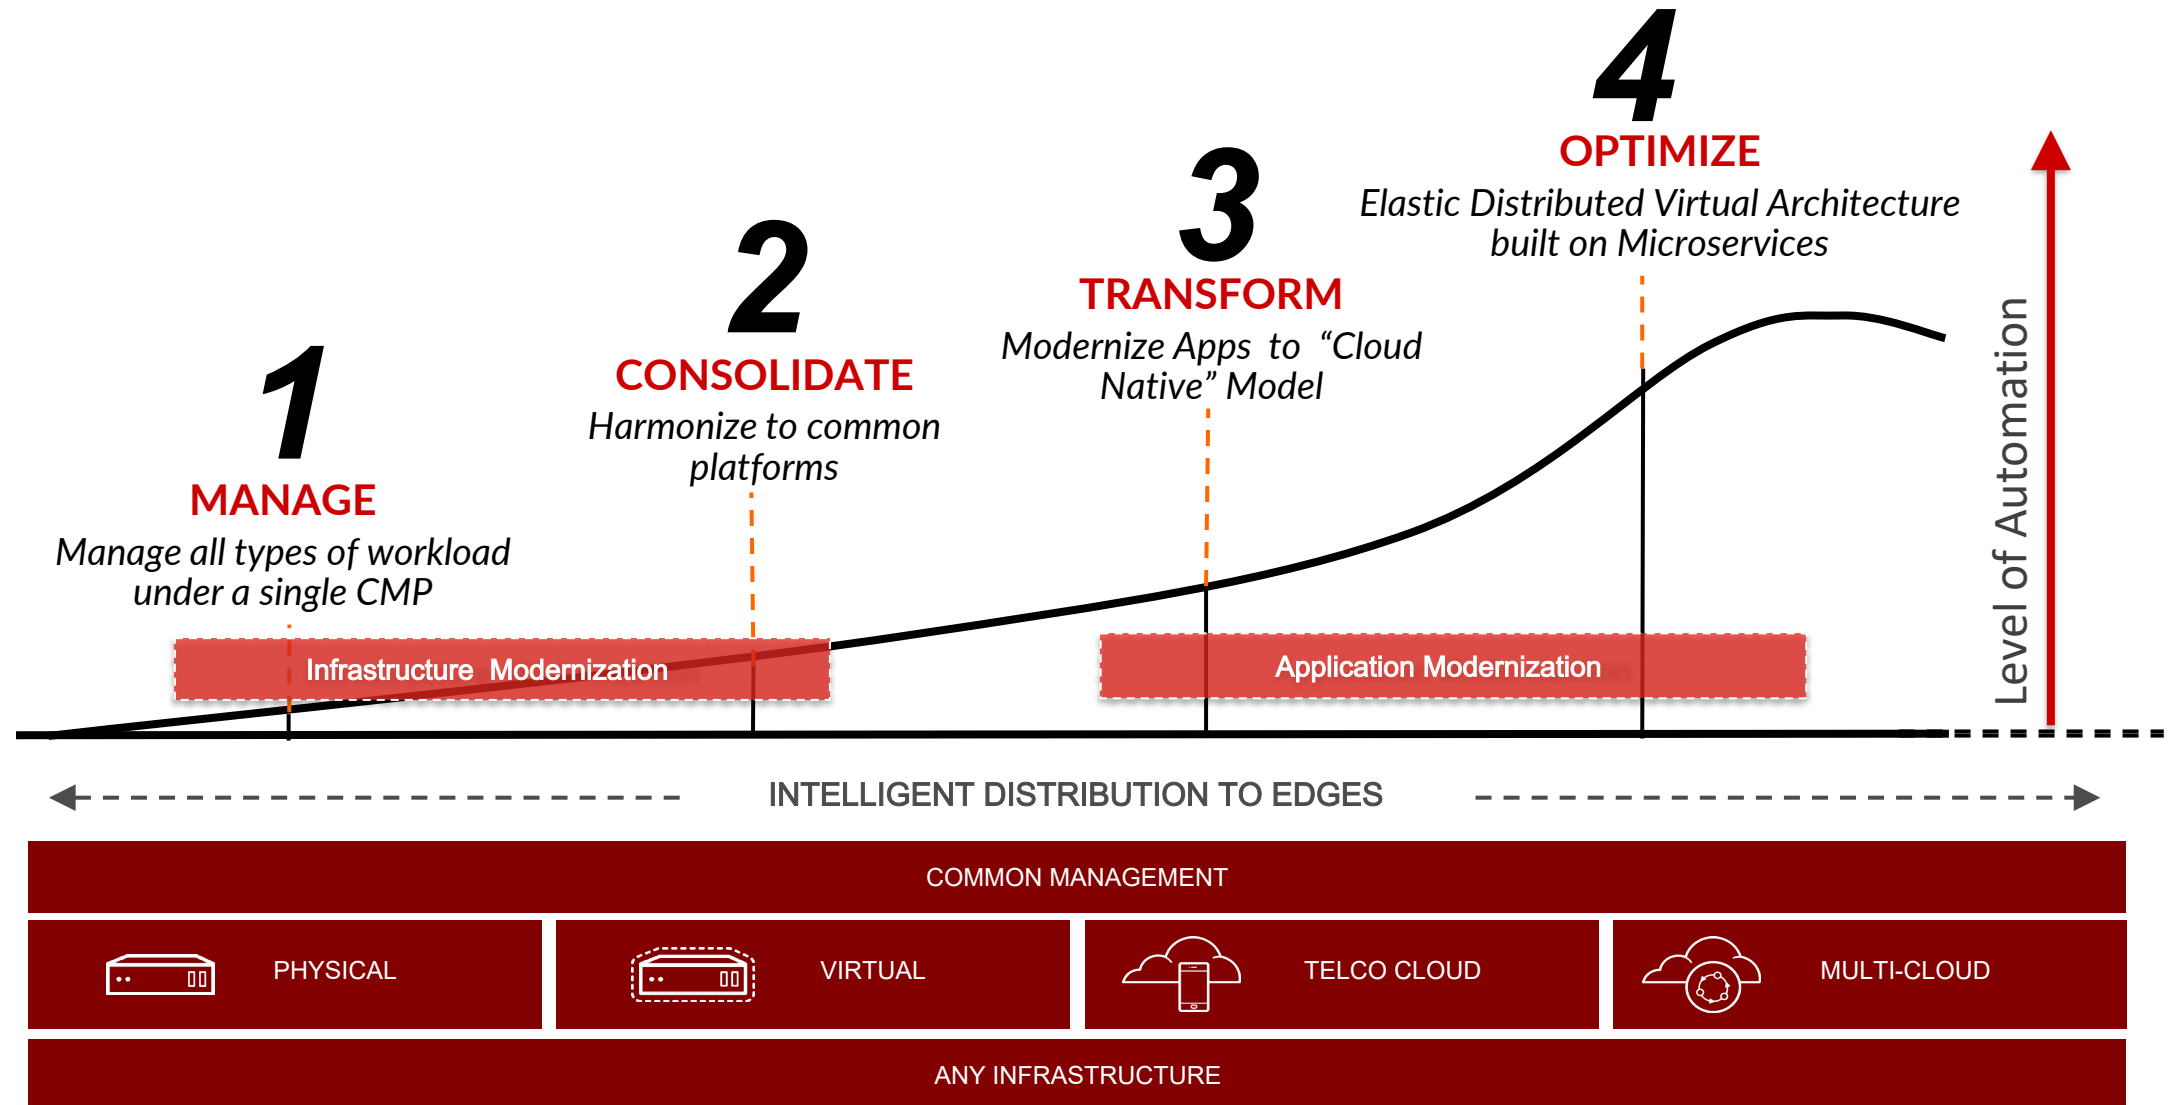 1
MANAGE
Manage all types of workload
under a single CMP
2
CONSOLIDATE
Harmonize to common
platforms
3
TRANSFORM
Modernize Apps to “Cloud
Native” Model
4
OPTIMIZE
Elastic Distributed Virtual Architecture
built on Microservices
Level of Automation
Infrastructure Modernization
Application Modernization
INTELLIGENT DISTRIBUTION TO EDGES
COMMON MANAGEMENT
PHYSICAL
VIRTUAL
TELCO CLOUD
MULTI-CLOUD
ANY INFRASTRUCTURE